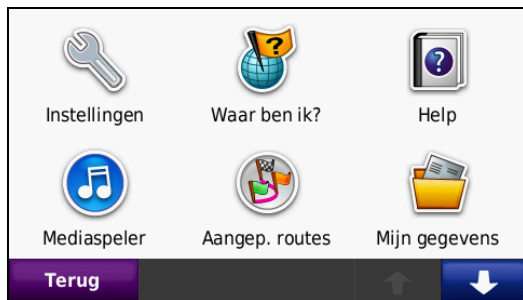 Instellingen
Waar ben ik?
Help
Mediaspeler
Aangep. routes
Mijn gegevens
Terug